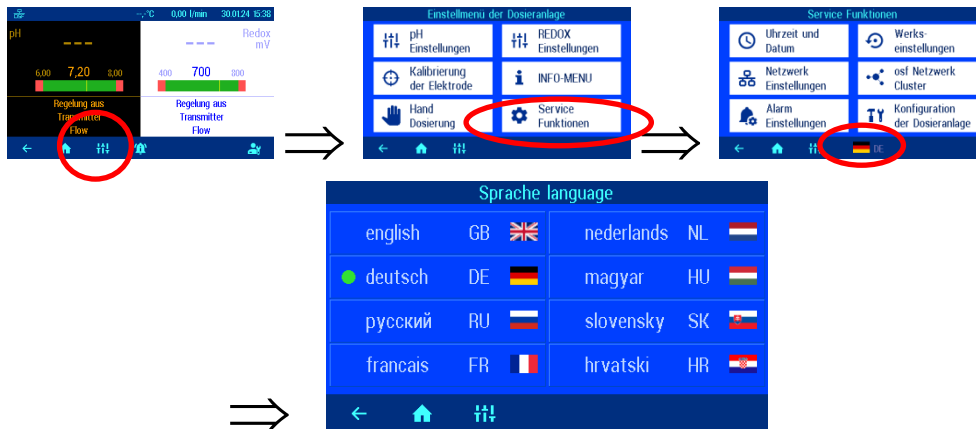 --,-°C 0,00 l/min 30.01.24 15:38
pH
---
6,00 7,20 8,00
Regelung aus
Transmitter
Flow
Redox
mV
---
400 700 800
Regelung aus
Transmitter
Flow
Einstellmenü der Dosieranlage
pH
Einstellungen
REDOX
Einstellungen
Kalibrierung
der Elektrode
INFO-MENU
Hand
Dosierung
Service
Funktionen
Service Funktionen
Uhrzeit und
Datum
Werks-
einstellungen
Netzwerk
Einstellungen
osf Netzwerk
Cluster
Alarm
Einstellungen
Konfiguration
der Dosieranlage
DE
Sprache language
english GB
nederlands NL
deutsch DE
magyar HU
русский RU
slovensky SK
francais FR
hrvatski HR